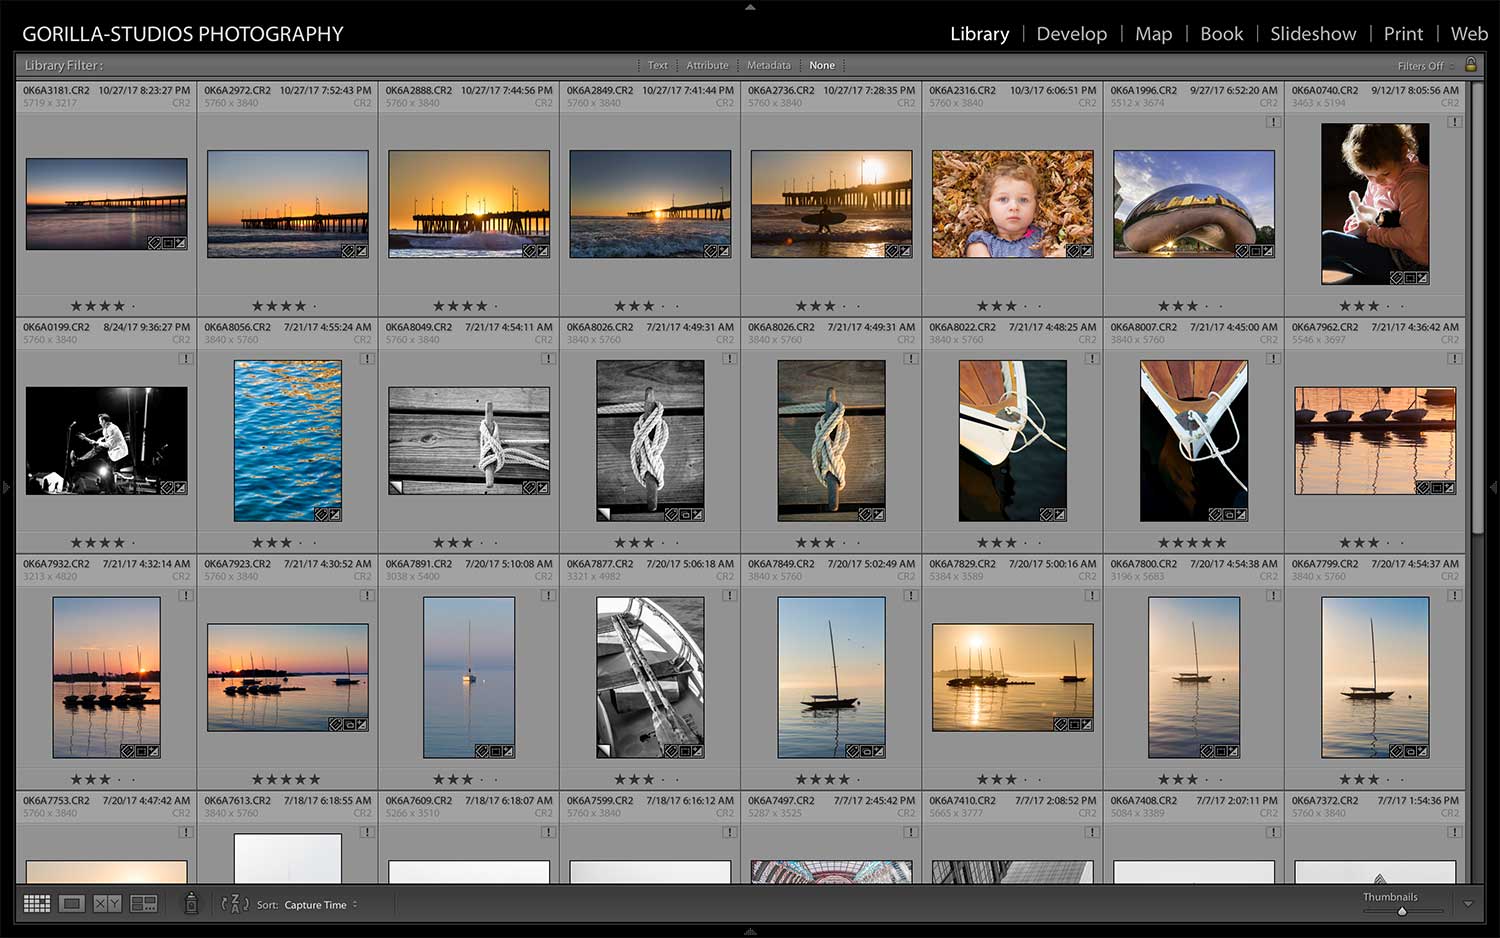 GORILLA-STUDIOS PHOTOGRAPHY
Library | Develop | Map | Book | Slideshow | Print | Web
Library Filter : Text Attribute Metadata None Filters Off
0K6A3181.CR2 10/27/17 8:23:27 PM 0K6A2972.CR2 10/27/17 7:52:43 PM 0K6A2888.CR2 10/27/17 7:44:56 PM 0K6A2849.CR2 10/27/17 7:41:44 PM 0K6A2736.CR2 10/27/17 7:28:35 PM 0K6A2316.CR2 10/3/17 6:06:51 PM 0K6A1996.CR2 9/27/17 6:52:20 AM 0K6A0740.CR2 9/12/17 8:05:56 AM
5719 x 3217 CR2 5760 x 3840 CR2 5760 x 3840 CR2 5760 x 3840 CR2 5760 x 3840 CR2 5760 x 3840 CR2 5512 x 3674 CR2 3463 x 5194 CR2
0K6A0199.CR2 8/24/17 9:36:27 PM 0K6A8056.CR2 7/21/17 4:55:24 AM 0K6A8049.CR2 7/21/17 4:54:11 AM 0K6A8026.CR2 7/21/17 4:49:31 AM 0K6A8026.CR2 7/21/17 4:49:31 AM 0K6A8022.CR2 7/21/17 4:48:25 AM 0K6A8007.CR2 7/21/17 4:45:00 AM 0K6A7962.CR2 7/21/17 4:36:42 AM
5760 x 3840 CR2 3840 x 5760 CR2 5760 x 3840 CR2 3840 x 5760 CR2 3840 x 5760 CR2 3840 x 5760 CR2 3840 x 5760 CR2 5546 x 3697 CR2
0K6A7932.CR2 7/21/17 4:32:14 AM 0K6A7923.CR2 7/21/17 4:30:52 AM 0K6A7891.CR2 7/20/17 5:10:08 AM 0K6A7877.CR2 7/20/17 5:06:18 AM 0K6A7849.CR2 7/20/17 5:02:49 AM 0K6A7829.CR2 7/20/17 5:00:16 AM 0K6A7800.CR2 7/20/17 4:54:38 AM 0K6A7799.CR2 7/20/17 4:54:37 AM
3213 x 4820 CR2 5760 x 3840 CR2 3038 x 5400 CR2 3321 x 4982 CR2 3840 x 5760 CR2 5384 x 3589 CR2 3196 x 5683 CR2 3840 x 5760 CR2
0K6A7753.CR2 7/20/17 4:47:42 AM 0K6A7613.CR2 7/18/17 6:18:55 AM 0K6A7609.CR2 7/18/17 6:18:07 AM 0K6A7599.CR2 7/18/17 6:16:12 AM 0K6A7497.CR2 7/7/17 2:45:42 PM 0K6A7410.CR2 7/7/17 2:08:52 PM 0K6A7408.CR2 7/7/17 2:07:11 PM 0K6A7372.CR2 7/7/17 1:54:36 PM
5760 x 3840 CR2 3840 x 5760 CR2 5266 x 3510 CR2 5760 x 3840 CR2 5287 x 3525 CR2 5665 x 3777 CR2 5084 x 3389 CR2 5760 x 3840 CR2
X Y A Z Sort: Capture Time Thumbnails